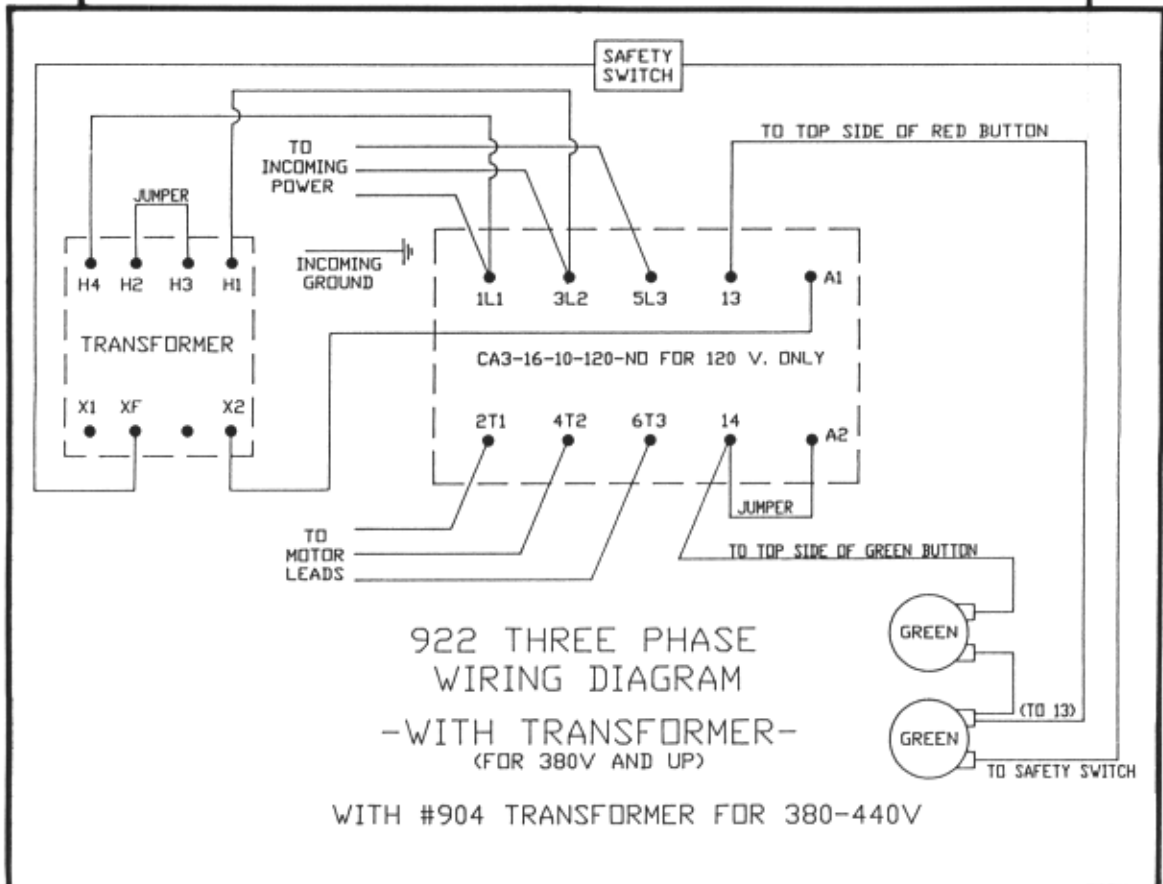 SAFETY
SWITCH
TO TOP SIDE OF RED BUTTON
TO
INCOMING
POWER
JUMPER
INCOMING
GROUND
H4 H2 H3 H1
1L1 3L2 5L3 13 A1
TRANSFORMER
CA3-16-10-120-NO FOR 120 V. ONLY
X1 XF X2
2T1 4T2 6T3 14 A2
JUMPER
TO
MOTOR
LEADS
TO TOP SIDE OF GREEN BUTTON
GREEN
922 THREE PHASE
WIRING DIAGRAM
-WITH TRANSFORMER-
(FOR 380V AND UP)
(TO 13)
GREEN
TO SAFETY SWITCH
WITH #904 TRANSFORMER FOR 380-440V